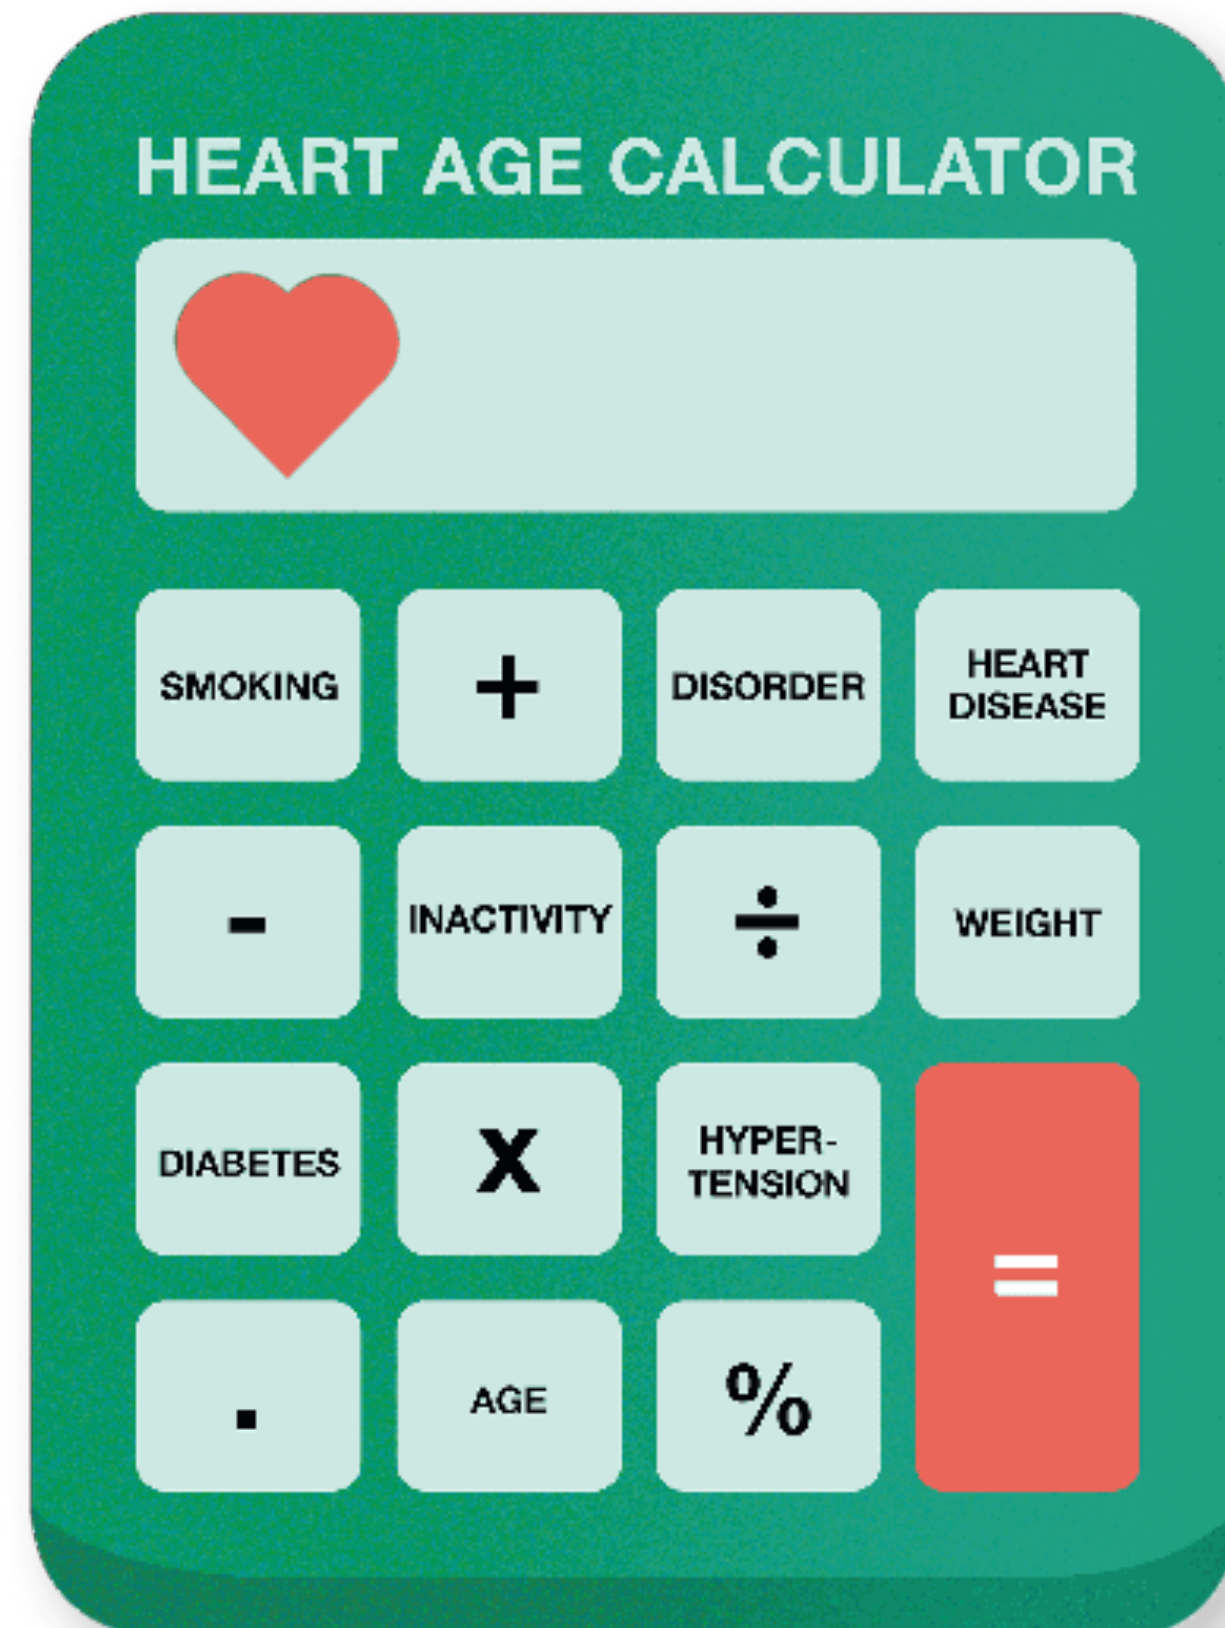 HEART AGE CALCULATOR
SMOKING + DISORDER HEART
DISEASE
- INACTIVITY ÷ WEIGHT
DIABETES x HYPER-
TENSION
=
. AGE %